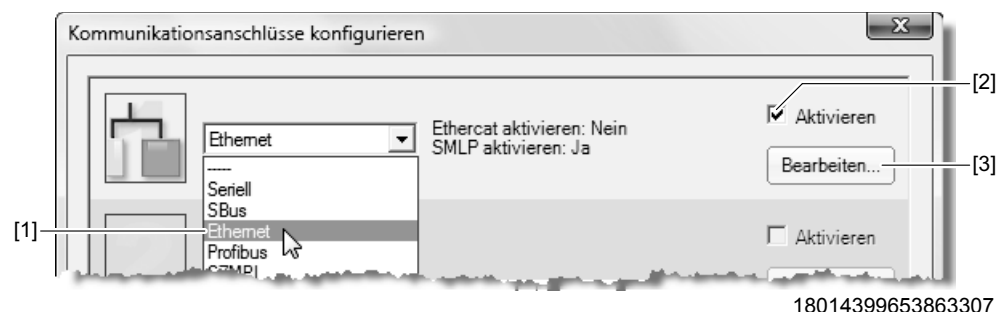 Kommunikationsanschlüsse konfigurieren
[2]
Aktivieren
Ethernet
Ethercat aktivieren: Nein
SMLP aktivieren: Ja
Bearbeiten...
[3]
-----
Seriell
SBus
[1]
Ethernet
Profibus
Aktivieren
18014399653863307